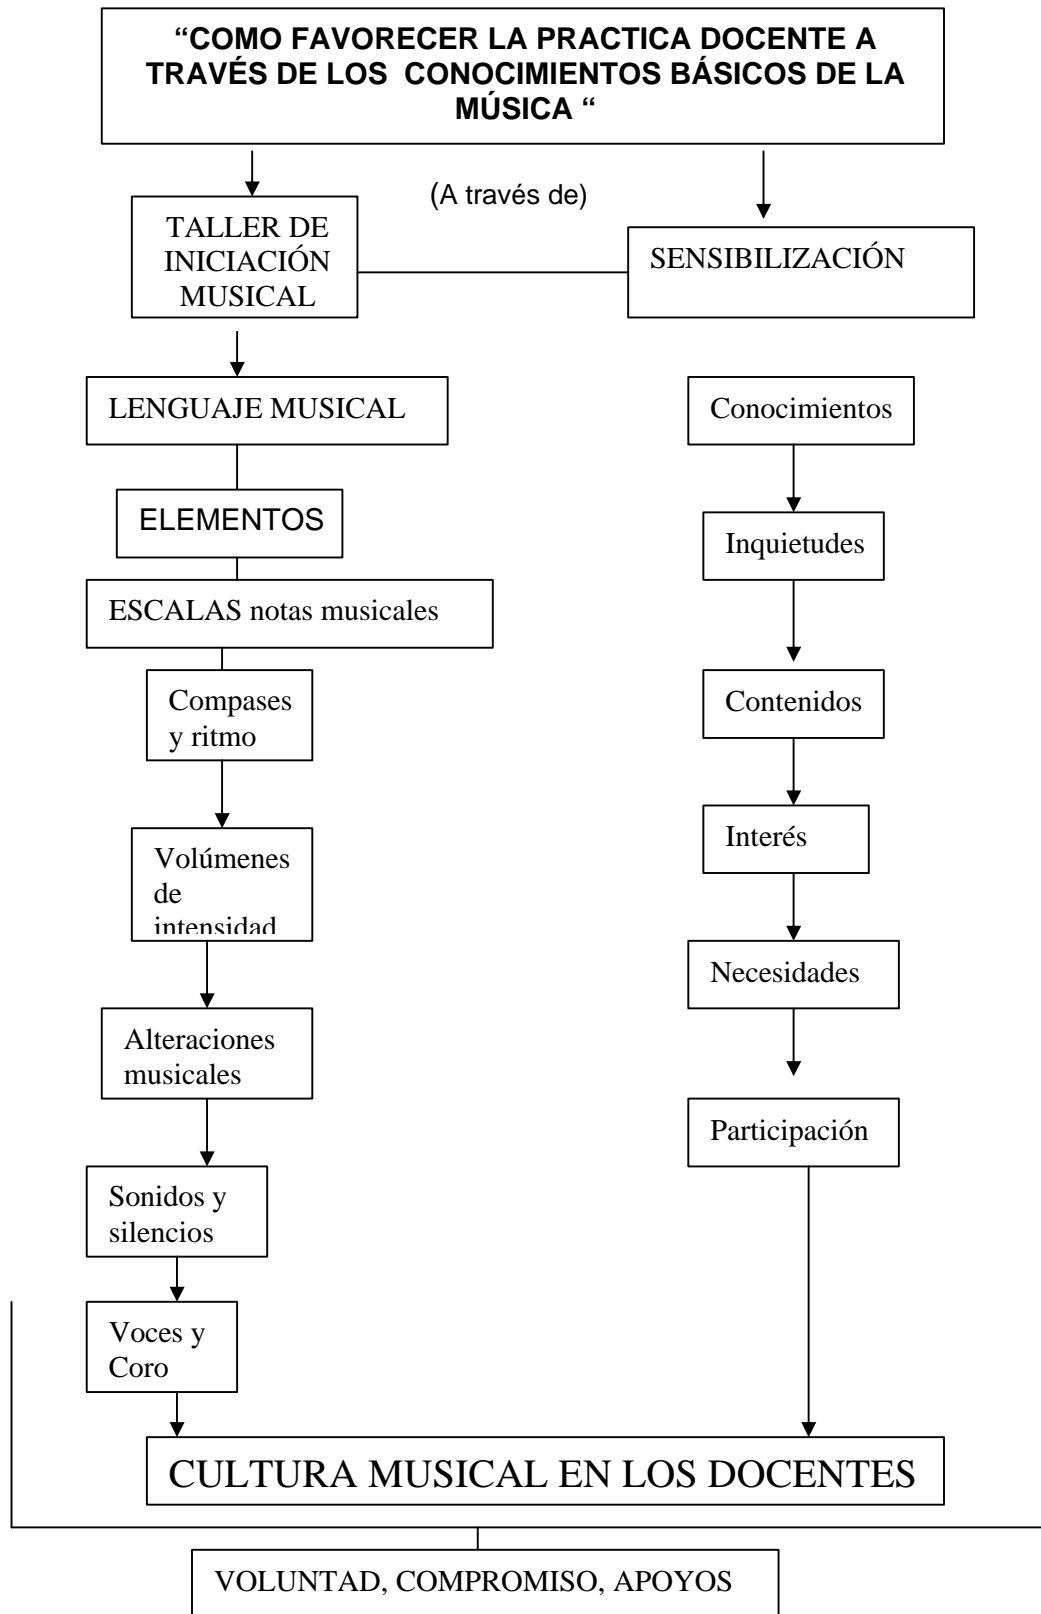 “COMO FAVORECER LA PRACTICA DOCENTE A
TRAVÉS DE LOS  CONOCIMIENTOS BÁSICOS DE LA
MÚSICA “
(A través de)
TALLER DE
INICIACIÓN
MUSICAL
SENSIBILIZACIÓN
LENGUAJE MUSICAL
ELEMENTOS
ESCALAS notas musicales
Compases
y ritmo
Volúmenes
de
intensidad
Alteraciones
musicales
Sonidos y
silencios
Voces y
Coro
Conocimientos
Inquietudes
Contenidos
Interés
Necesidades
Participación
CULTURA MUSICAL EN LOS DOCENTES
VOLUNTAD, COMPROMISO, APOYOS